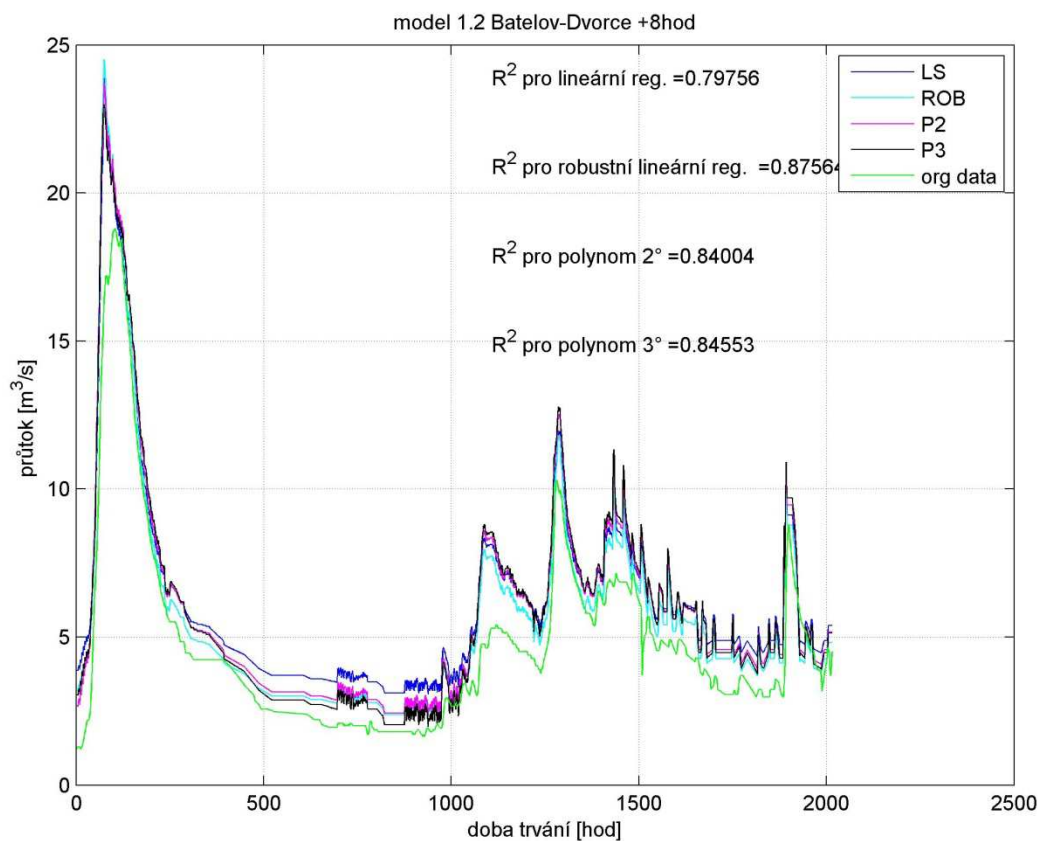 model 1.2 Batelov-Dvorce +8hod
25
20
15
10
5
0
průtok [m³/s]
R² pro lineární reg. =0.79756
R² pro robustní lineární reg. =0.87564
R² pro polynom 2° =0.84004
R² pro polynom 3° =0.84553
LS
ROB
P2
P3
org data
0 500 1000 1500 2000 2500
doba trvání [hod]